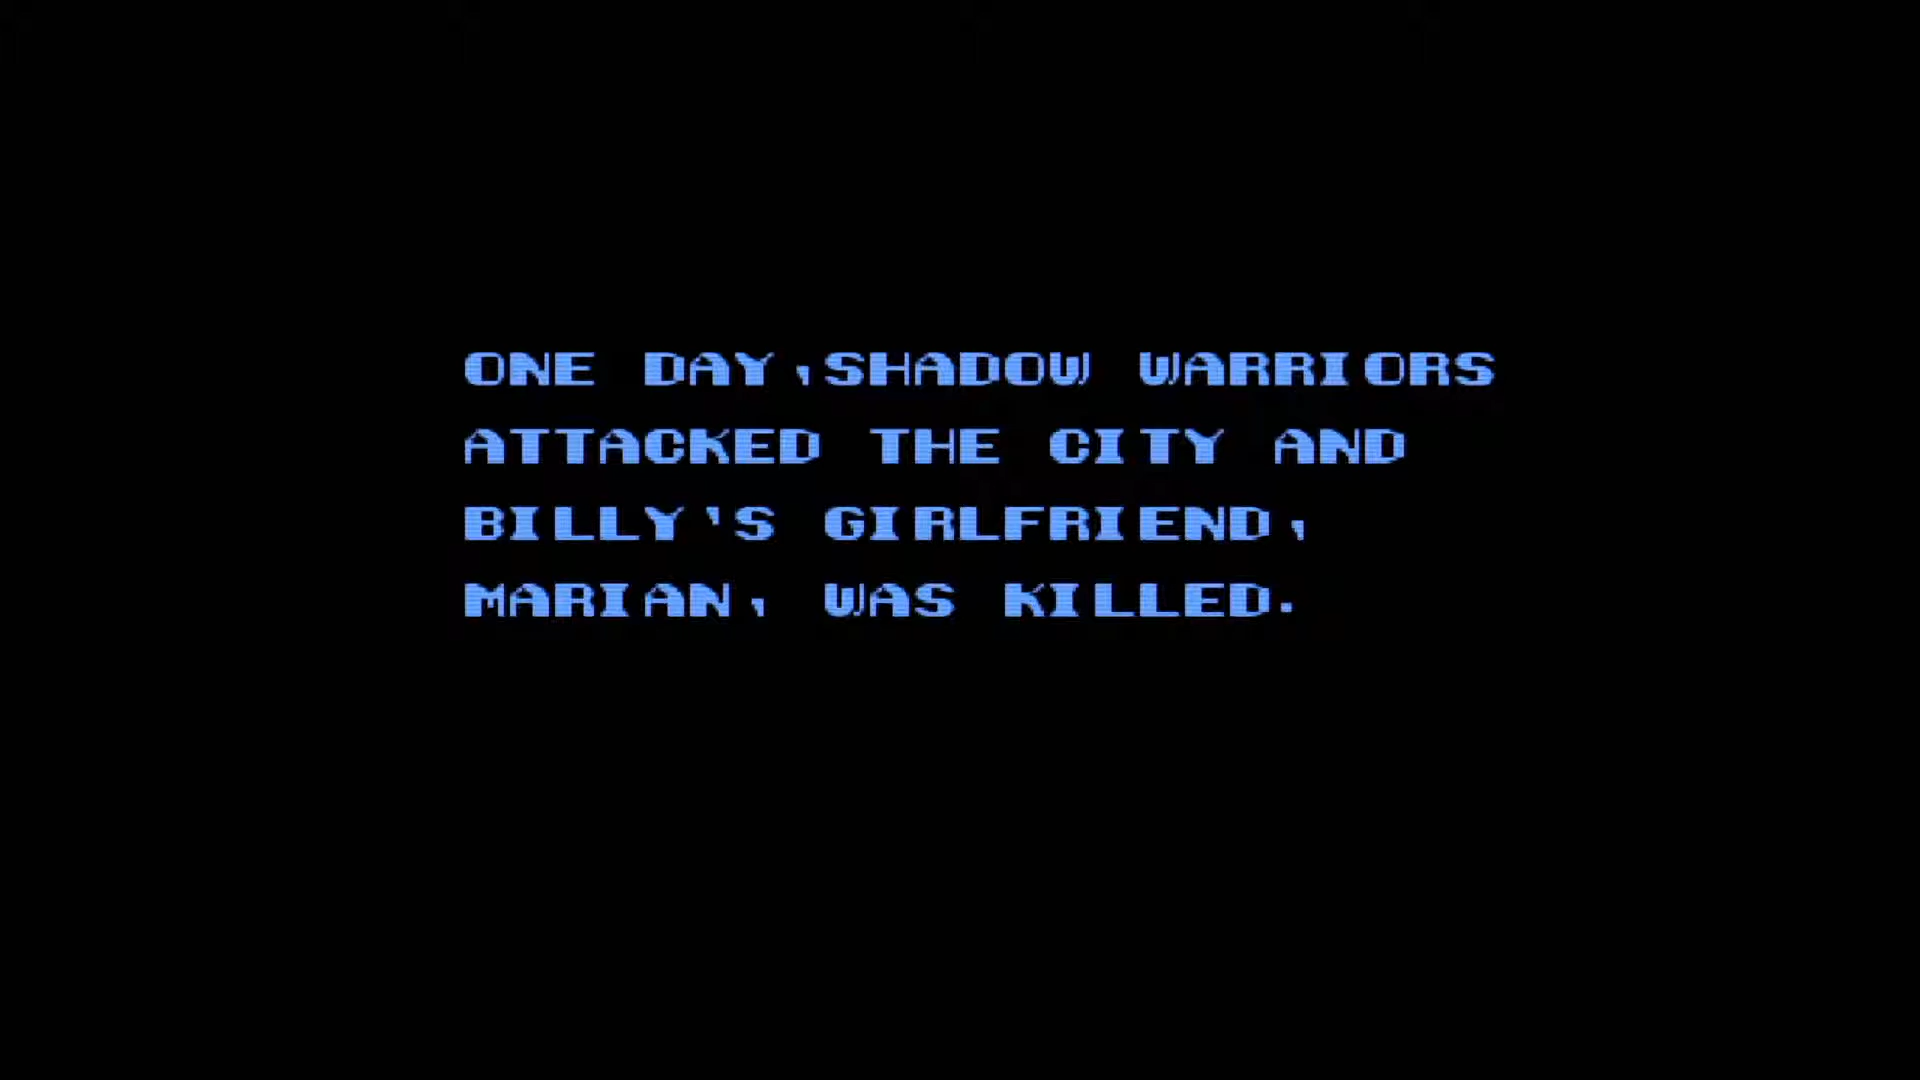 ONE DAY,SHADOW WARRIORS
ATTACKED THE CITY AND
BILLY'S GIRLFRIEND,
MARIAN, WAS KILLED.